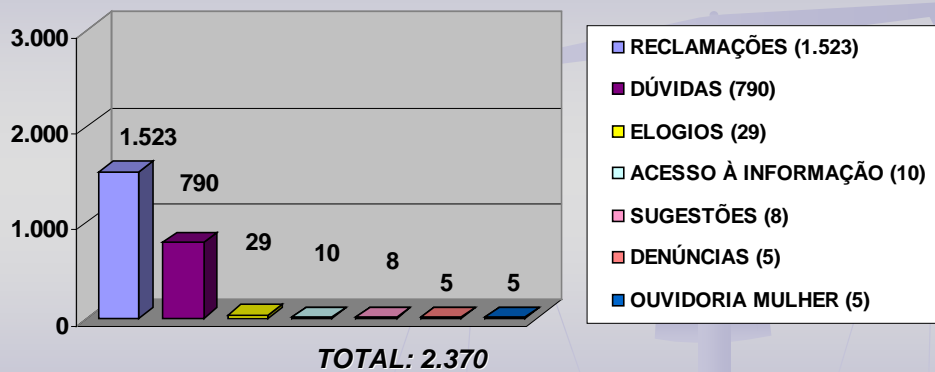 3.000
2.000
1.000
0
1.523
790
29
10
8
5
5
TOTAL: 2.370
RECLAMAÇÕES (1.523)
DÚVIDAS (790)
ELOGIOS (29)
ACESSO À INFORMAÇÃO (10)
SUGESTÕES (8)
DENÚNCIAS (5)
OUVIDORIA MULHER (5)